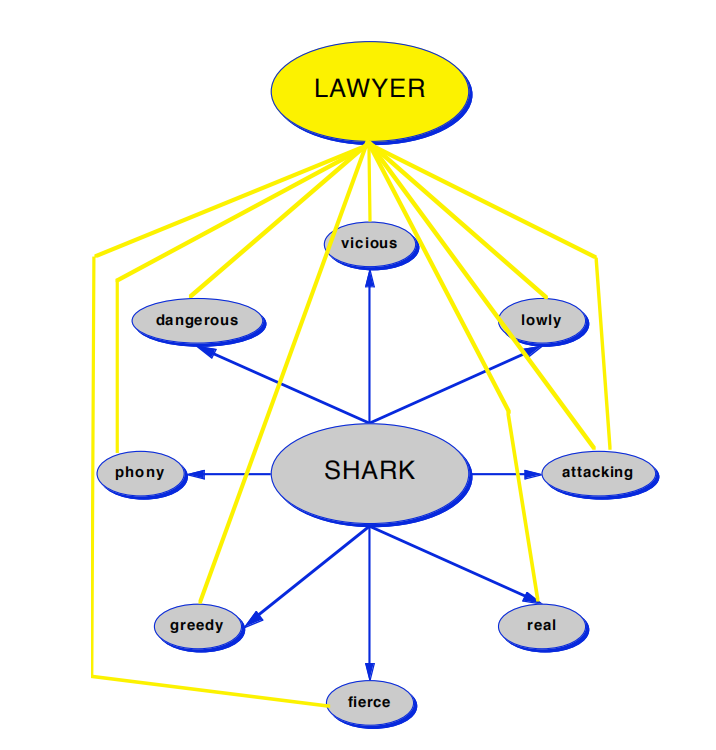 LAWYER
vicious
dangerous
lowly
SHARK
phony
attacking
greedy
real
fierce